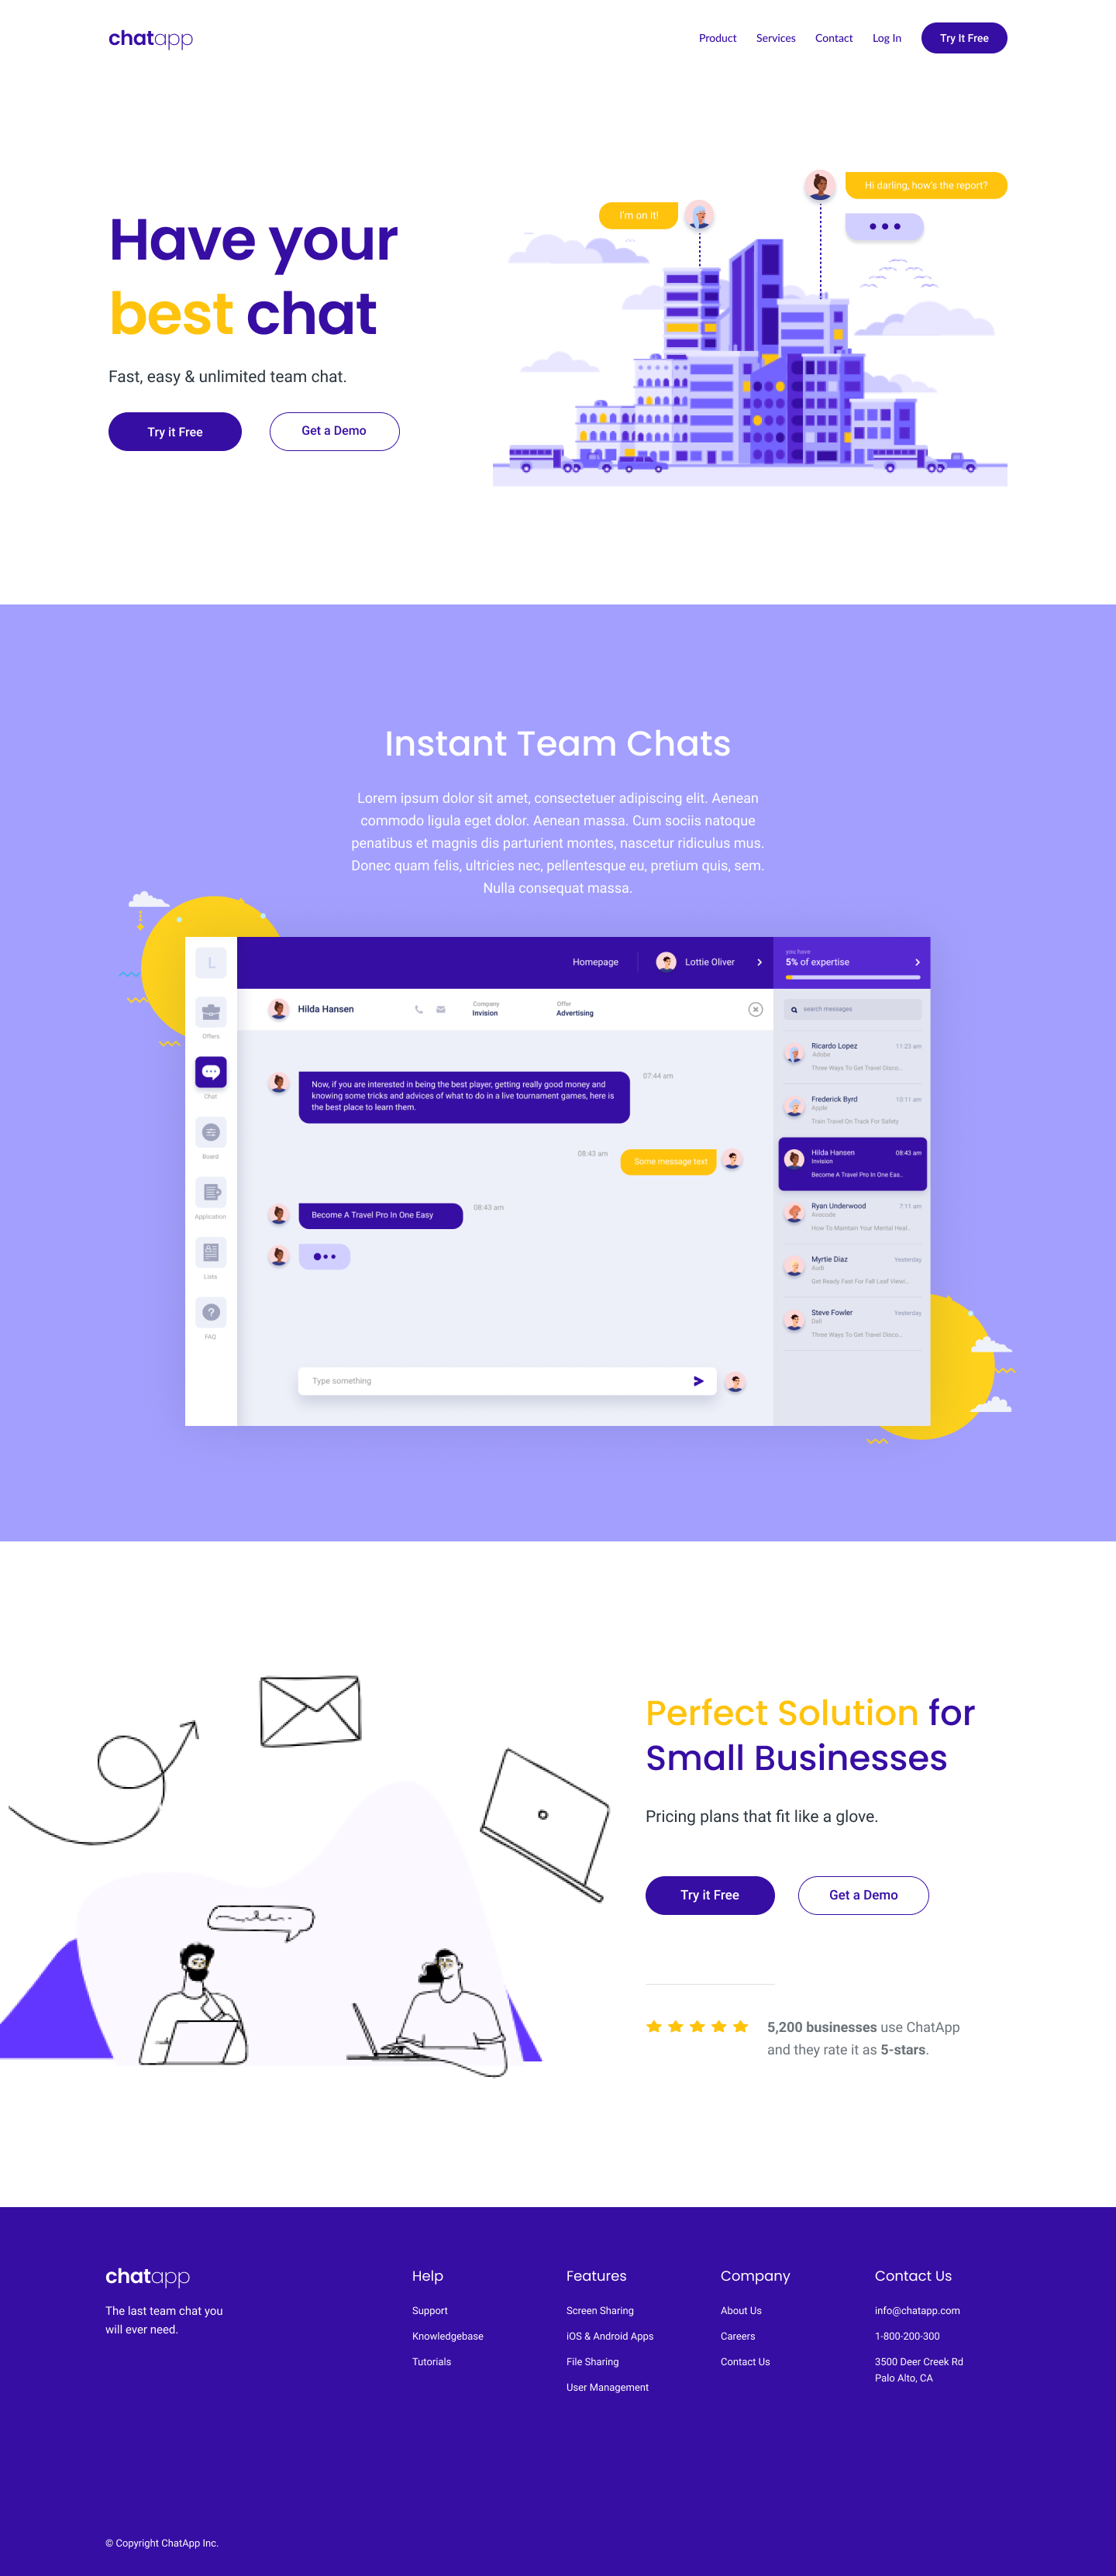 chatapp
Product
Services
Contact
Log In
Try It Free
Have your
best chat
Fast, easy & unlimited team chat.
Try it Free
Get a Demo
Hi darling, how's the report?
I'm on it!
Instant Team Chats
Lorem ipsum dolor sit amet, consectetuer adipiscing elit. Aenean
commodo ligula eget dolor. Aenean massa. Cum sociis natoque
penatibus et magnis dis parturient montes, nascetur ridiculus mus.
Donec quam felis, ultricies nec, pellentesque eu, pretium quis, sem.
Nulla consequat massa.
L
Offers
Chat
Board
Application
Lists
FAQ
Homepage
Lottie Oliver
you have
5% of expertise
Hilda Hansen
Company
Invision
Offer
Advertising
Now, if you are interested in being the best player, getting really good money and
knowing some tricks and advices of what to do in a live tournament games, here is
the best place to learn them.
07:44 am
08:43 am
Some message text
Become A Travel Pro In One Easy
08:43 am
Type something
search messages
Ricardo Lopez
11:23 am
Adobe
Three Ways To Get Travel Disco...
Frederick Byrd
10:11 am
Apple
Train Travel On Track For Safety
Hilda Hansen
08:43 am
Invision
Become A Travel Pro In One Eas..
Ryan Underwood
7:11 am
Avocode
How To Maintain Your Mental Heal..
Myrtie Diaz
Yesterday
Audi
Get Ready Fast For Fall Leaf Viewi..
Steve Fowler
Yesterday
Dell
Three Ways To Get Travel Disco...
Perfect Solution for
Small Businesses
Pricing plans that fit like a glove.
Try it Free
Get a Demo
5,200 businesses use ChatApp
and they rate it as 5-stars.
chatapp
The last team chat you
will ever need.
Help
Support
Knowledgebase
Tutorials
Features
Screen Sharing
iOS & Android Apps
File Sharing
User Management
Company
About Us
Careers
Contact Us
Contact Us
info@chatapp.com
1-800-200-300
3500 Deer Creek Rd
Palo Alto, CA
© Copyright ChatApp Inc.